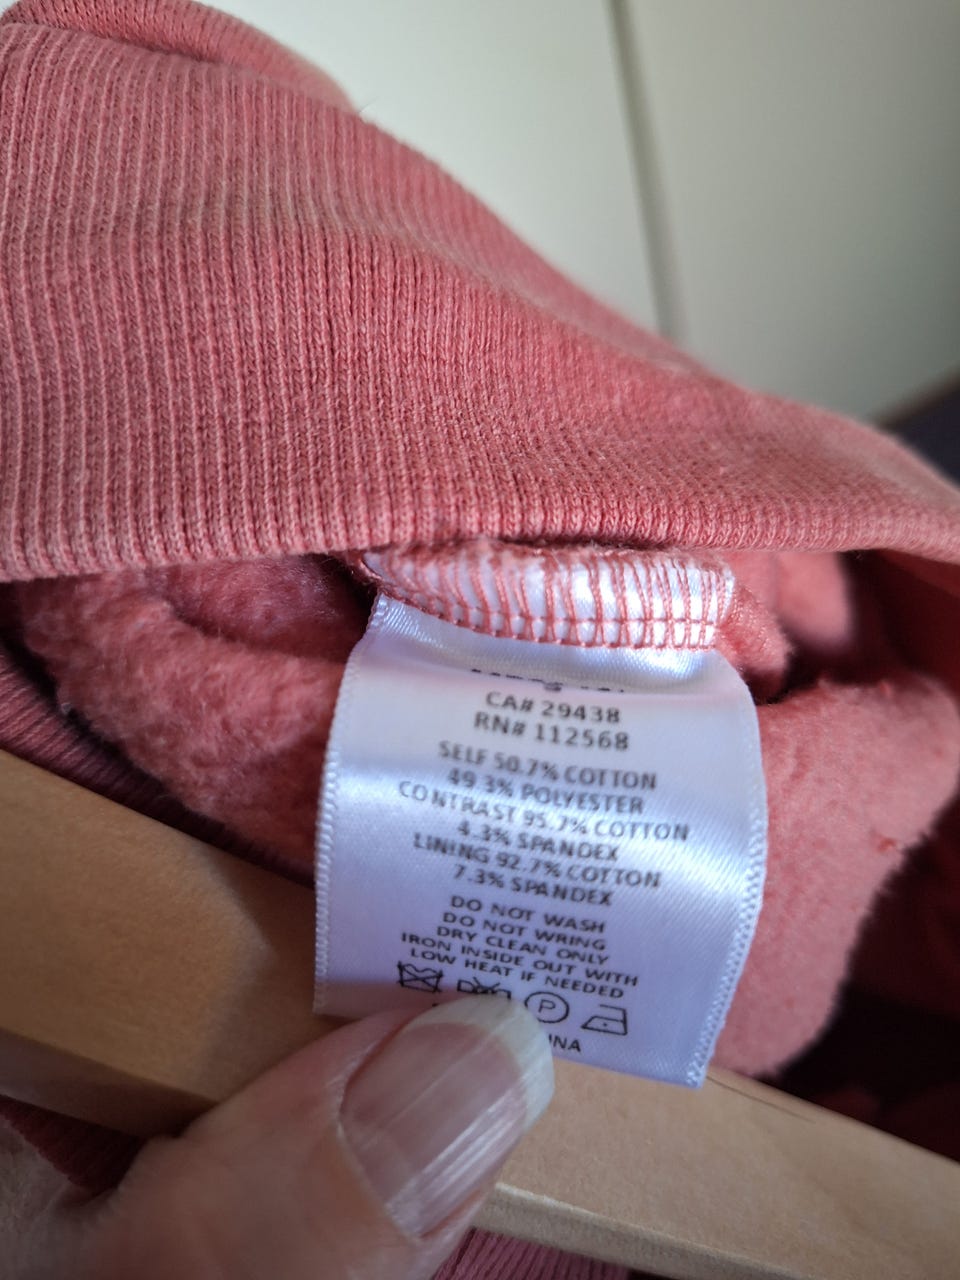 CA# 29438
RN# 112568
SELF 50.7% COTTON
49.3% POLYESTER
CONTRAST 95.7% COTTON
4.3% SPANDEX
LINING 92.7% COTTON
7.3% SPANDEX
DO NOT WASH
DO NOT WRING
DRY CLEAN ONLY
IRON INSIDE OUT WITH
LOW HEAT IF NEEDED
P